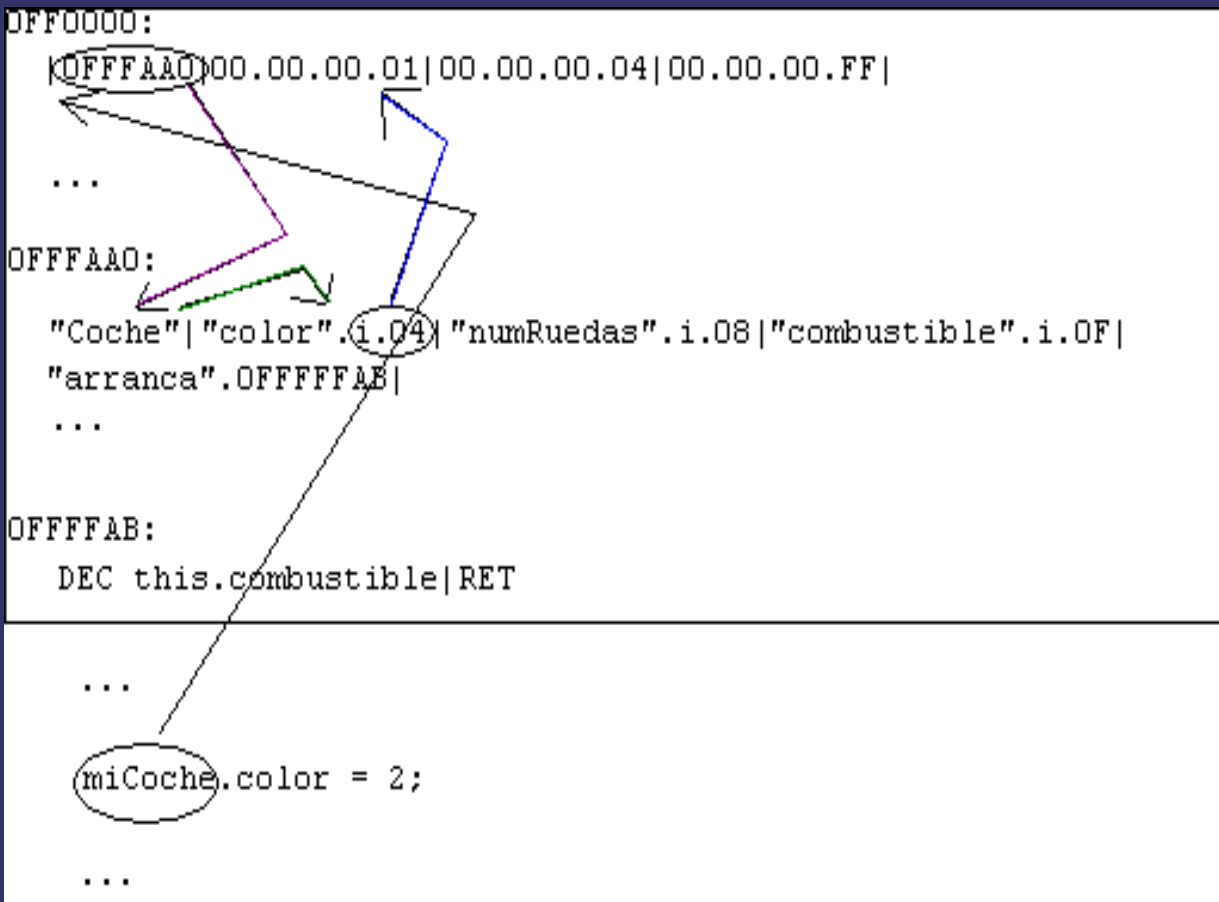 0FF0000:
|0FFFAA0|00.00.00.01|00.00.00.04|00.00.00.FF|
...
0FFFAA0:
"Coche"|"color".i.04|"numRuedas".i.08|"combustible".i.0F|
"arranca".0FFFFFAB|
...
0FFFFAB:
DEC this.combustible|RET
...
miCoche.color = 2;
...